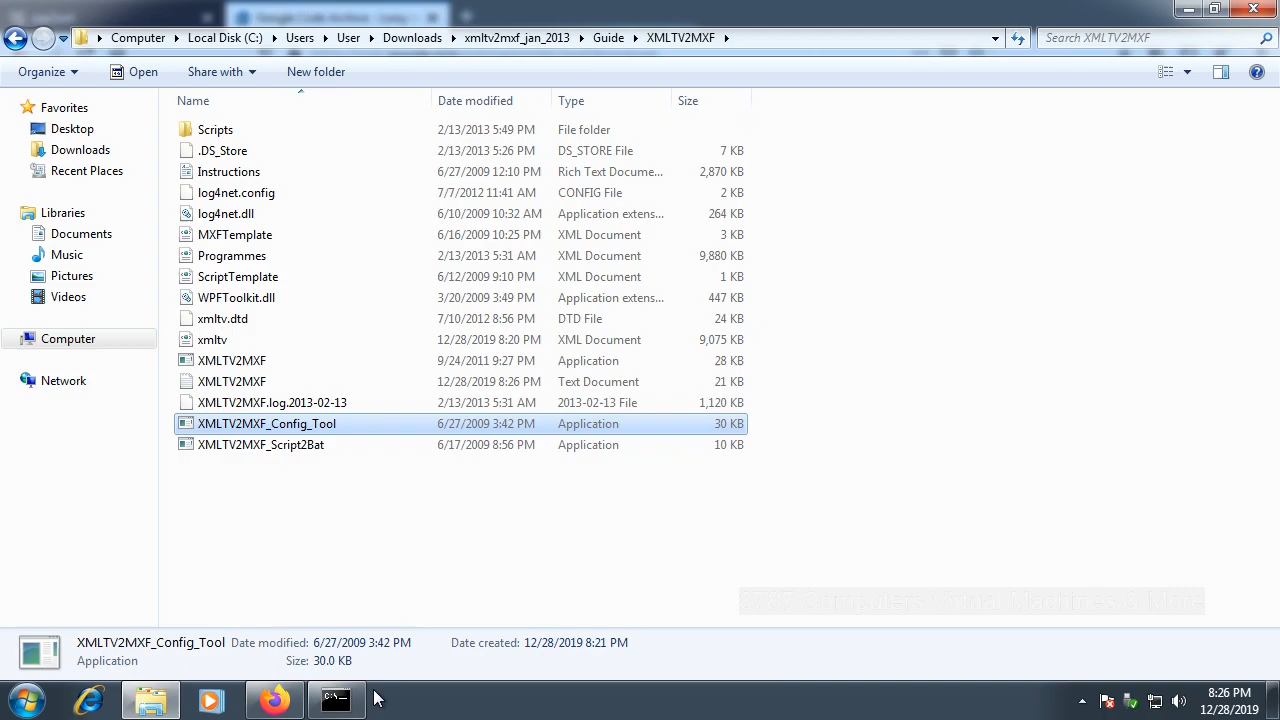 Computer ▸ Local Disk (C:) ▸ Users ▸ User ▸ Downloads ▸ xmltv2mxf_jan_2013 ▸ Guide ▸ XMLTV2MXF ▸ Search XMLTV2MXF
Organize Open Share with New folder
Name Date modified Type Size
Favorites
Desktop
Downloads
Recent Places
Libraries
Documents
Music
Pictures
Videos
Computer
Network
Scripts 2/13/2013 5:49 PM File folder
.DS_Store 2/13/2013 5:26 PM DS_STORE File 7 KB
Instructions 6/27/2009 12:10 PM Rich Text Docume... 2,870 KB
log4net.config 7/7/2012 11:41 AM CONFIG File 2 KB
log4net.dll 6/10/2009 10:32 AM Application extens... 264 KB
MXFTemplate 6/16/2009 10:25 PM XML Document 3 KB
Programmes 2/13/2013 5:31 AM XML Document 9,880 KB
ScriptTemplate 6/12/2009 9:10 PM XML Document 1 KB
WPFToolkit.dll 3/20/2009 3:49 PM Application extens... 447 KB
xmltv.dtd 7/10/2012 8:56 PM DTD File 24 KB
xmltv 12/28/2019 8:20 PM XML Document 9,075 KB
XMLTV2MXF 9/24/2011 9:27 PM Application 28 KB
XMLTV2MXF 12/28/2019 8:26 PM Text Document 21 KB
XMLTV2MXF.log.2013-02-13 2/13/2013 5:31 AM 2013-02-13 File 1,120 KB
XMLTV2MXF_Config_Tool 6/27/2009 3:42 PM Application 30 KB
XMLTV2MXF_Script2Bat 6/17/2009 8:56 PM Application 10 KB
Computers Virtual Machines & More
XMLTV2MXF_Config_Tool Date modified: 6/27/2009 3:42 PM Date created: 12/28/2019 8:21 PM
Application Size: 30.0 KB
C:\
8:26 PM
12/28/2019